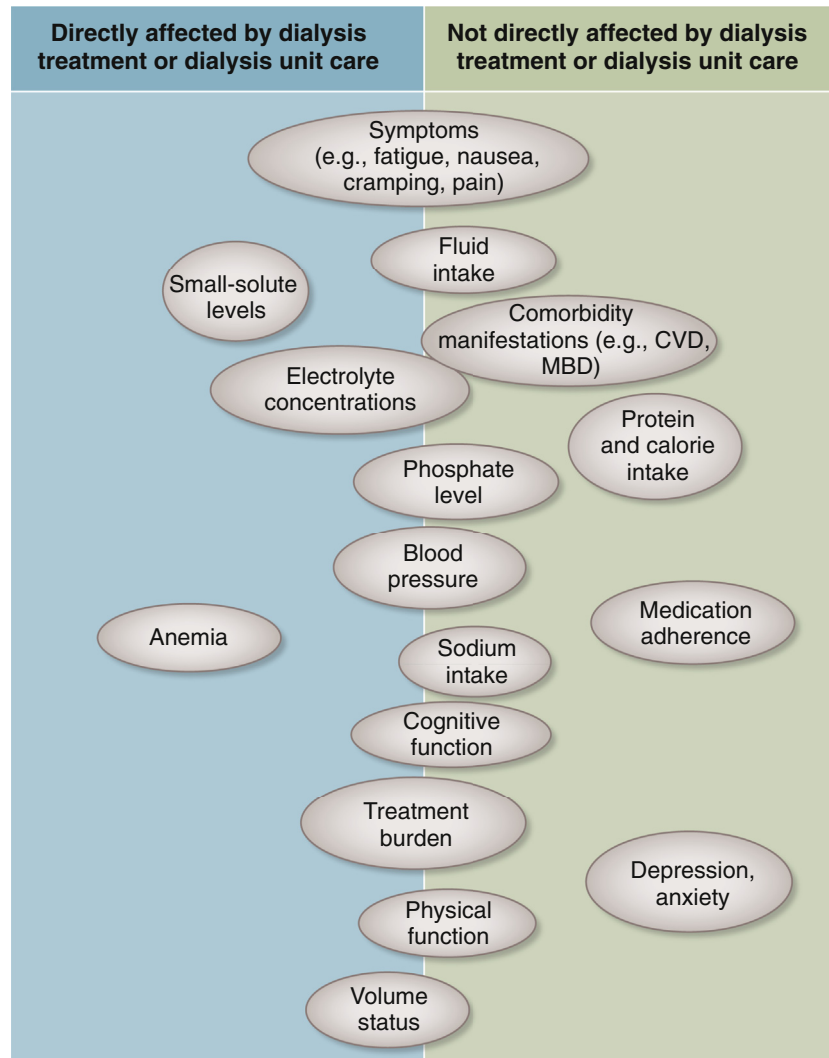 Directly affected by dialysis
treatment or dialysis unit care
Not directly affected by dialysis
treatment or dialysis unit care
Symptoms
(e.g., fatigue, nausea,
cramping, pain)
Fluid
intake
Small-solute
levels
Comorbidity
manifestations (e.g., CVD,
MBD)
Electrolyte
concentrations
Protein
and calorie
intake
Phosphate
level
Blood
pressure
Medication
adherence
Anemia
Sodium
intake
Cognitive
function
Treatment
burden
Depression,
anxiety
Physical
function
Volume
status